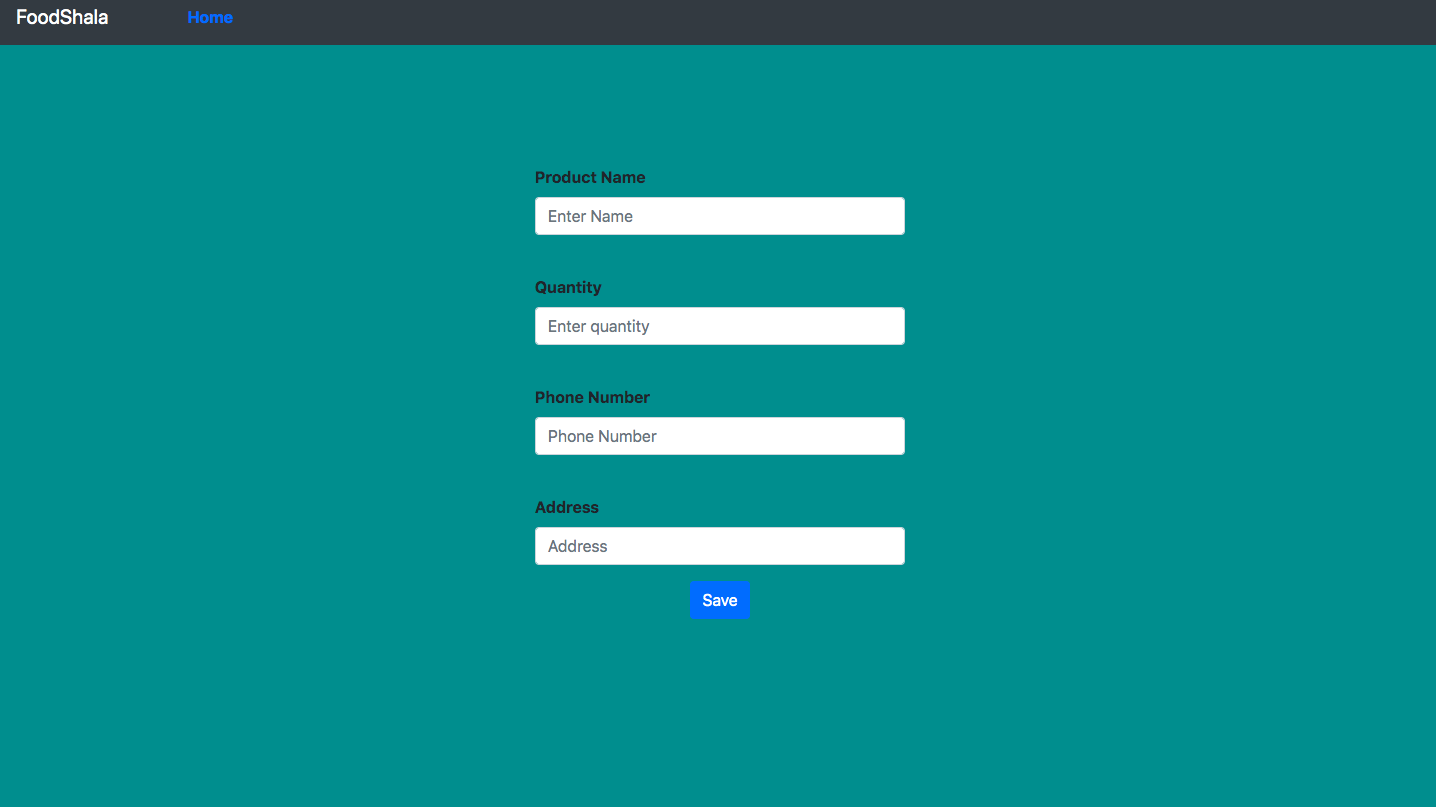 FoodShala Home
Product Name
Enter Name
Quantity
Enter quantity
Phone Number
Phone Number
Address
Address
Save